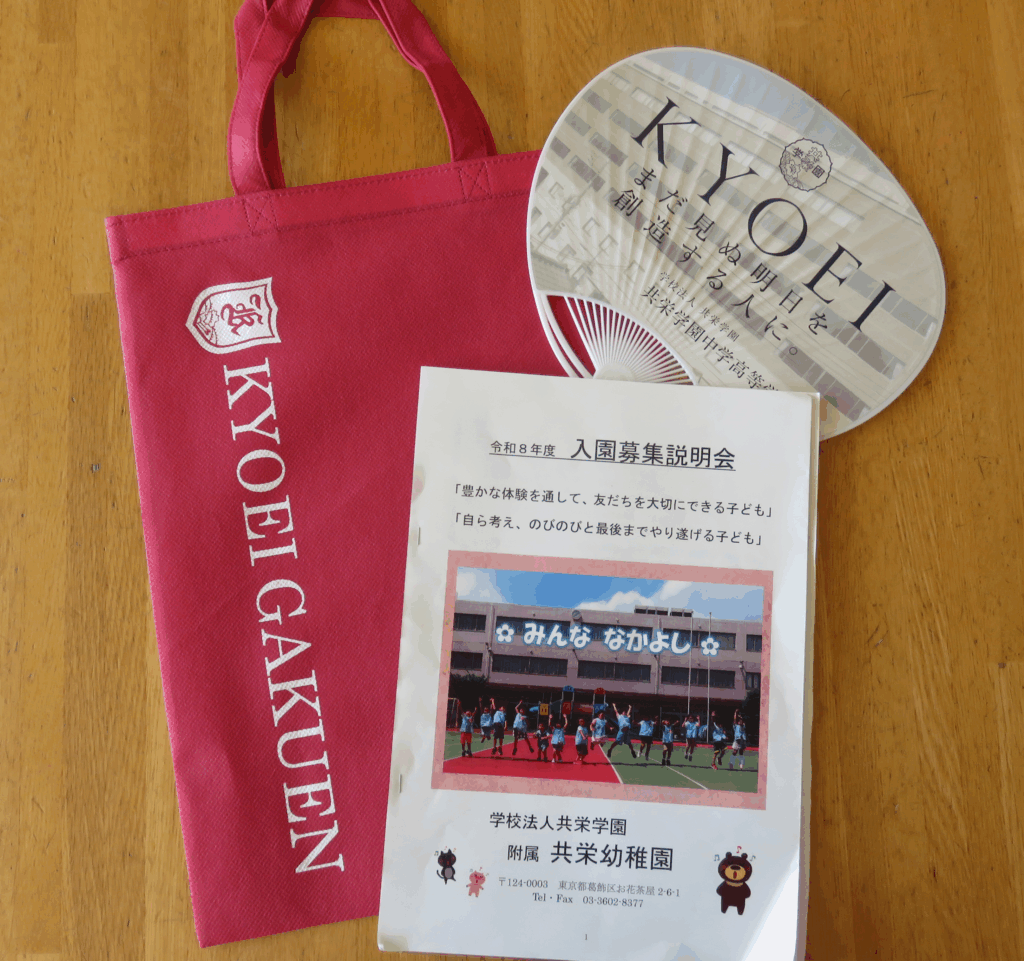 KYOEI GAKUEN
KYOEI
学園
まだ見ぬ明日を
創造する人に。
学校法人 共栄学園
共栄学園中学高等
令和8年度 入園募集説明会
「豊かな体験を通して、友だちを大切にできる子ども」
「自ら考え、のびのびと最後までやり遂げる子ども」
みんな なかよし
学校法人共栄学園
附属 共栄幼稚園
〒124-0003 東京都葛飾区お花茶屋 2-6-1
Tel・Fax 03-3602-8377
1